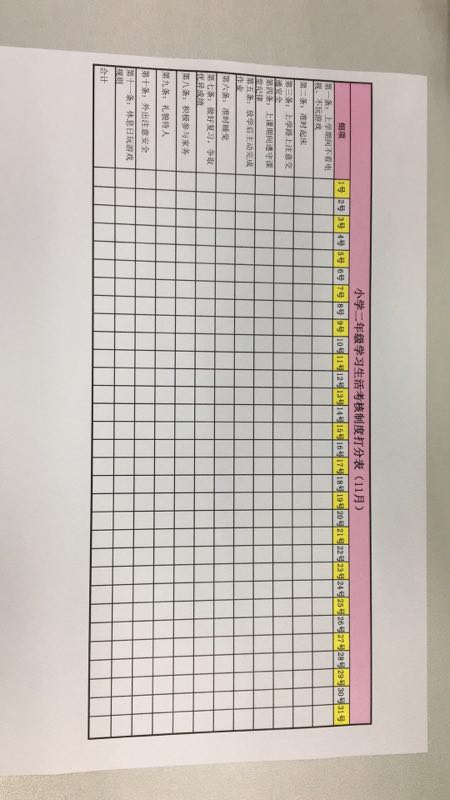 小学二年级学习生活考核制度打分表（11月）
细项 1号 2号 3号 4号 5号 6号 7号 8号 9号 10号 11号 12号 13号 14号 15号 16号 17号 18号 19号 20号 21号 22号 23号 24号 25号 26号 27号 28号 29号 30号 31号
第一条：上学期间不看电
视、不玩游戏
第二条：准时起床
第三条：上学路上注意交
通安全
第四条：上课期间遵守课
堂纪律
第五条：放学后主动完成
作业
第六条：准时睡觉
第七条：做好复习，争取
优异成绩
第八条：积极参与家务
第九条：礼貌待人
第十条：外出注意安全
第十一条：休息日玩游戏
规则
合计